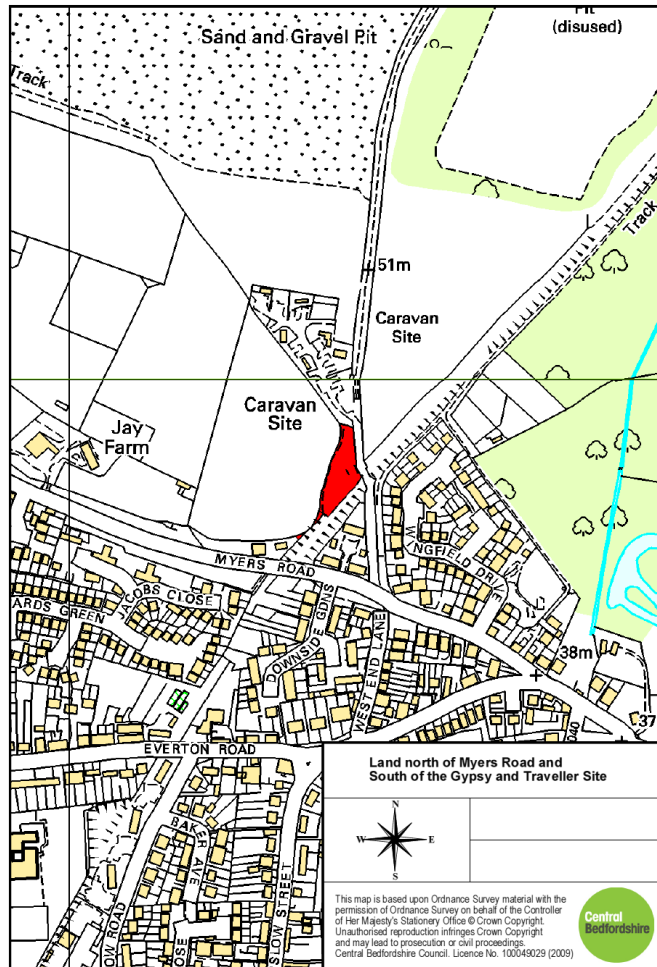 Pit
(disused)
Sand and Gravel Pit
Track
Track
51m
Caravan
Site
Caravan
Site
Jay
Farm
MYERS ROAD
WINGFIELD DRIVE
JACOBS CLOSE
ARDS GREEN
DOWNSIDE GDNS
WEST END LANE
38m
37
040
EVERTON ROAD
BAKER AVE
OSE
SLOW STREET
OW ROAD
Land north of Myers Road and
South of the Gypsy and Traveller Site
N
W E
S
This map is based upon Ordnance Survey material with the
permission of Ordnance Survey on behalf of the Controller
of Her Majesty's Stationery Office © Crown Copyright.
Unauthorised reproduction infringes Crown Copyright
and may lead to prosecution or civil proceedings.
Central Bedfordshire Council. Licence No. 100049029 (2009)
Central
Bedfordshire